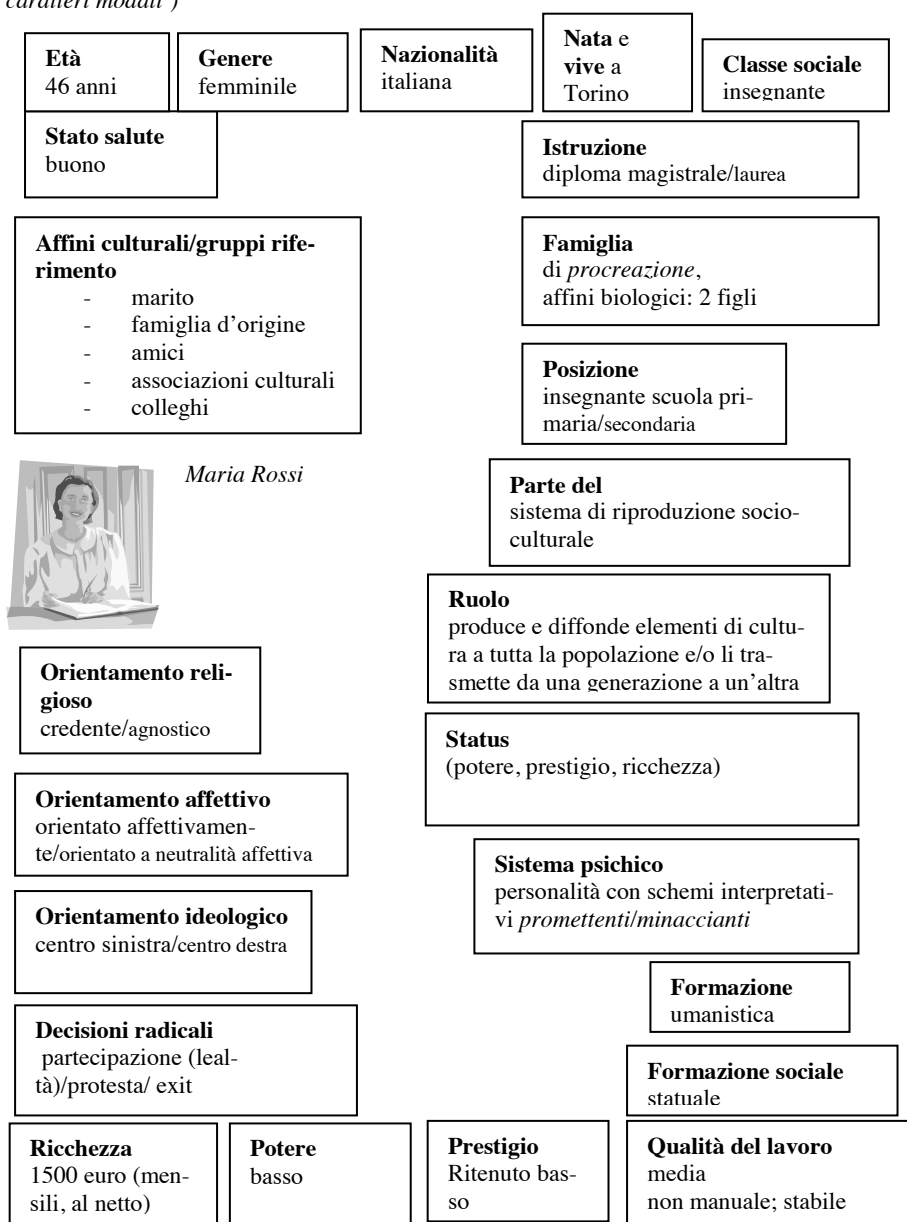 caratteri modali")
Età
46 anni
Genere
femminile
Nazionalità
italiana
Nata e
vive a
Torino
Classe sociale
insegnante
Stato salute
buono
Istruzione
diploma magistrale/laurea
Affini culturali/gruppi rife-
rimento
- marito
- famiglia d'origine
- amici
- associazioni culturali
- colleghi
Famiglia
di procreazione,
affini biologici: 2 figli
Posizione
insegnante scuola pri-
maria/secondaria
Maria Rossi
Parte del
sistema di riproduzione socio-
culturale
Ruolo
produce e diffonde elementi di cultu-
ra a tutta la popolazione e/o li tra-
smette da una generazione a un'altra
Orientamento reli-
gioso
credente/agnostico
Status
(potere, prestigio, ricchezza)
Orientamento affettivo
orientato affettivamen-
te/orientato a neutralità affettiva
Sistema psichico
personalità con schemi interpretati-
vi promettenti/minaccianti
Orientamento ideologico
centro sinistra/centro destra
Formazione
umanistica
Decisioni radicali
partecipazione (leal-
tà)/protesta/ exit
Formazione sociale
statuale
Ricchezza
1500 euro (men-
sili, al netto)
Potere
basso
Prestigio
Ritenuto bas-
so
Qualità del lavoro
media
non manuale; stabile